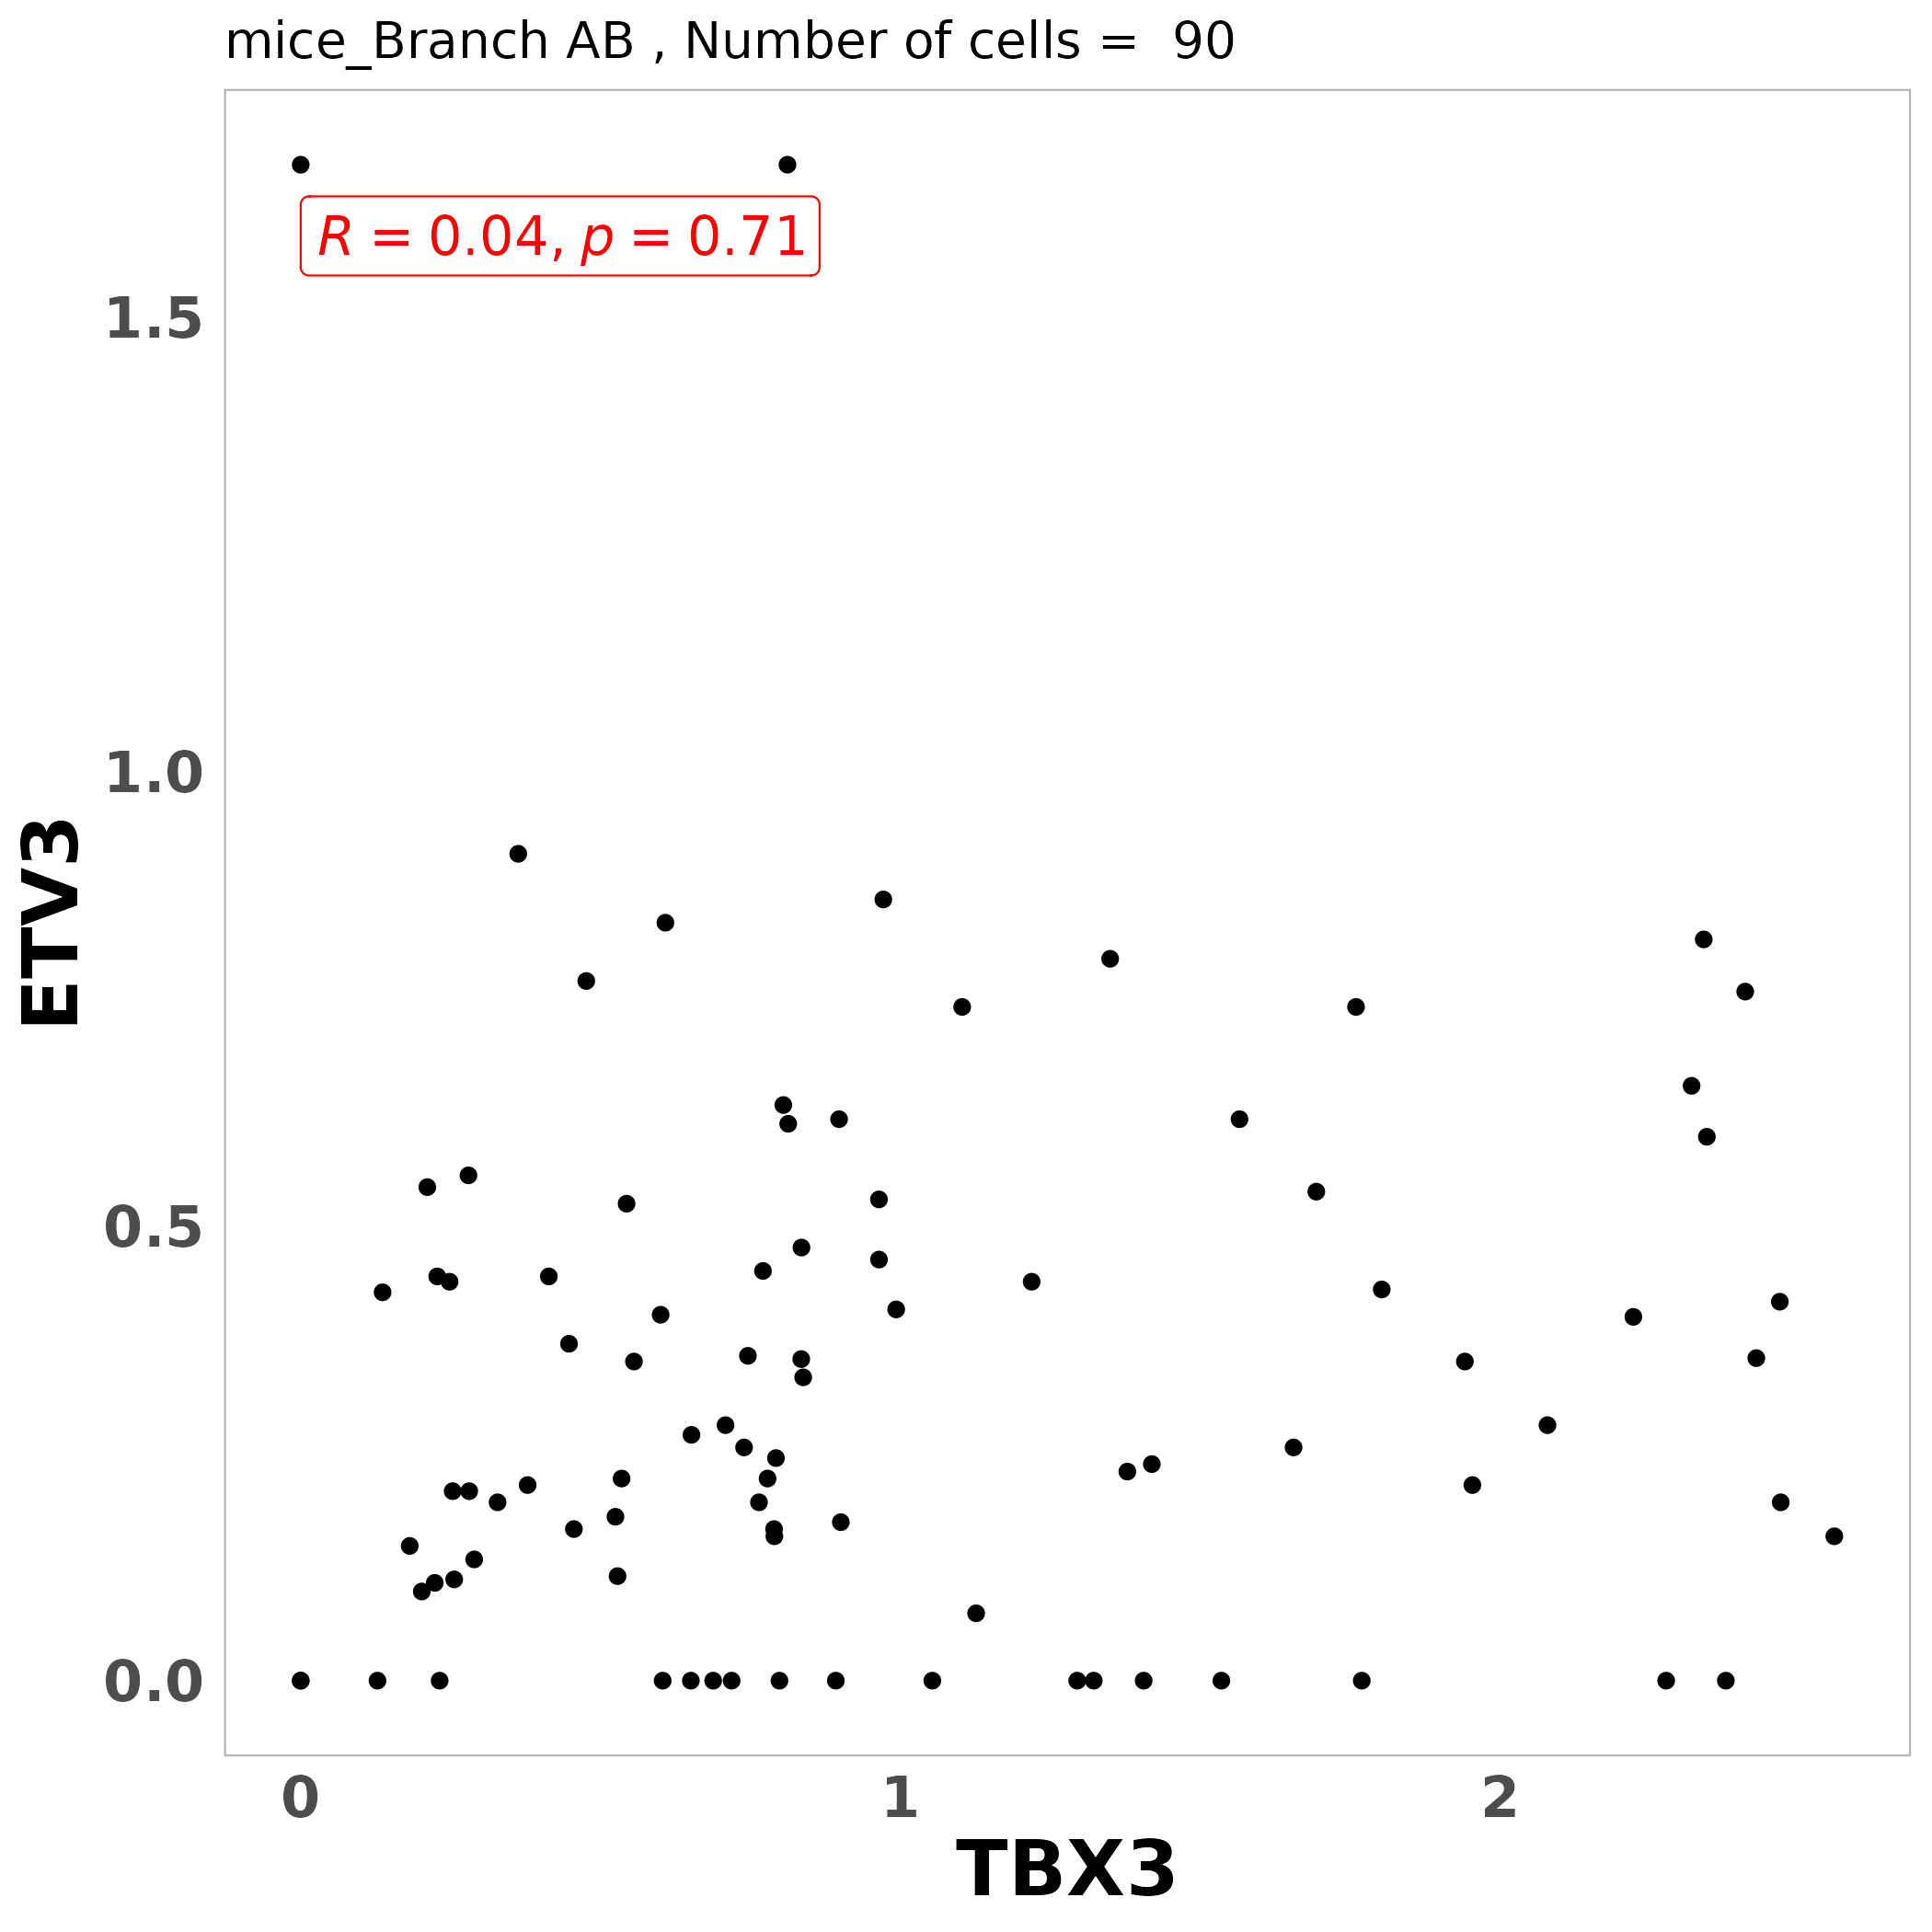 mice_Branch AB , Number of cells =  90
R = 0.04, p = 0.71
1.5
1.0
0.5
0.0
ETV3
0 1 2
TBX3